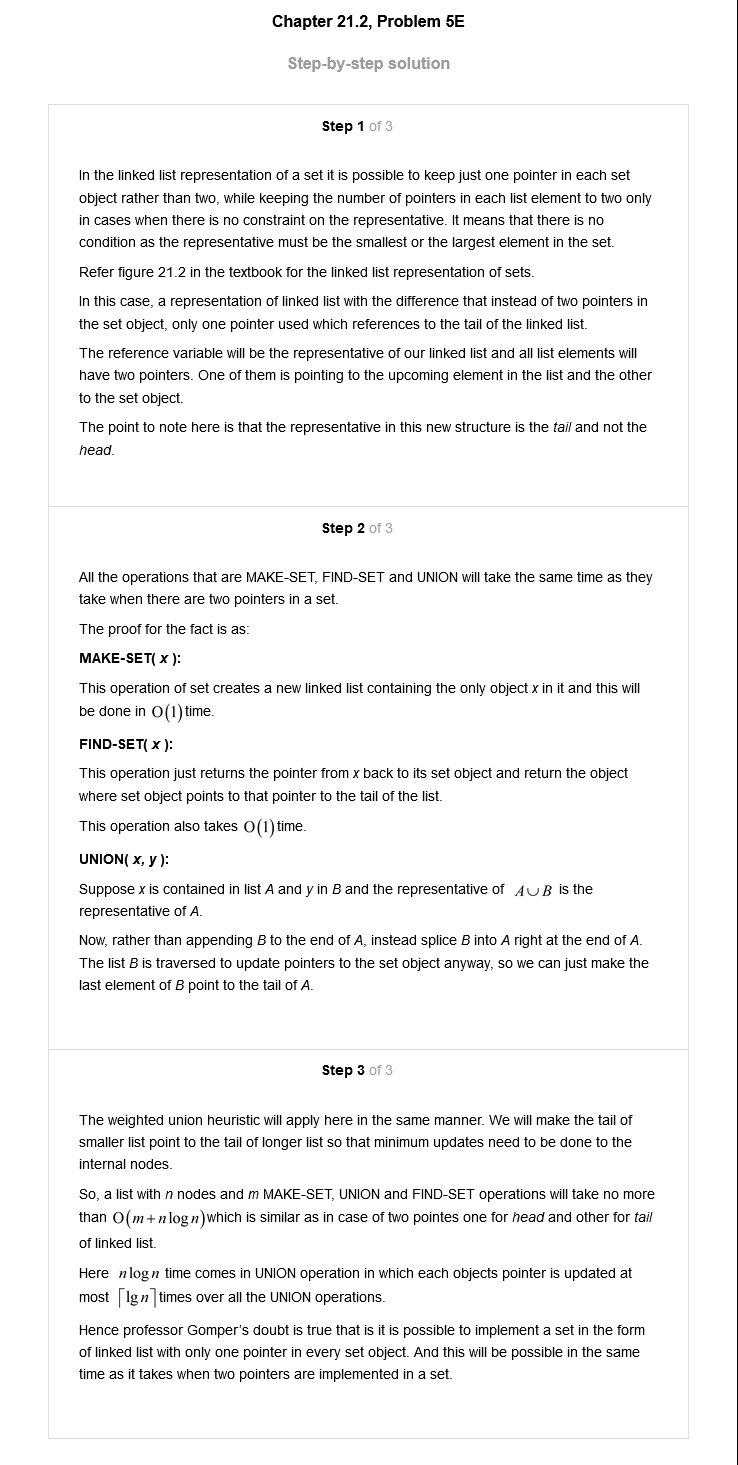 Chapter 21.2, Problem 5E
Step-by-step solution
Step 1 of 3
In the linked list representation of a set it is possible to keep just one pointer in each set
object rather than two, while keeping the number of pointers in each list element to two only
in cases when there is no constraint on the representative. It means that there is no
condition as the representative must be the smallest or the largest element in the set.
Refer figure 21.2 in the textbook for the linked list representation of sets.
In this case, a representation of linked list with the difference that instead of two pointers in
the set object, only one pointer used which references to the tail of the linked list.
The reference variable will be the representative of our linked list and all list elements will
have two pointers. One of them is pointing to the upcoming element in the list and the other
to the set object.
The point to note here is that the representative in this new structure is the tail and not the
head.
Step 2 of 3
All the operations that are MAKE-SET, FIND-SET and UNION will take the same time as they
take when there are two pointers in a set.
The proof for the fact is as:
MAKE-SET( x ):
This operation of set creates a new linked list containing the only object x in it and this will
be done in O(1) time.
FIND-SET( x ):
This operation just returns the pointer from x back to its set object and return the object
where set object points to that pointer to the tail of the list.
This operation also takes O(1) time.
UNION( x, y ):
Suppose x is contained in list A and y in B and the representative of A∪B is the
representative of A.
Now, rather than appending B to the end of A, instead splice B into A right at the end of A.
The list B is traversed to update pointers to the set object anyway, so we can just make the
last element of B point to the tail of A.
Step 3 of 3
The weighted union heuristic will apply here in the same manner. We will make the tail of
smaller list point to the tail of longer list so that minimum updates need to be done to the
internal nodes.
So, a list with n nodes and m MAKE-SET, UNION and FIND-SET operations will take no more
than O(m+n log n) which is similar as in case of two pointes one for head and other for tail
of linked list.
Here n log n time comes in UNION operation in which each objects pointer is updated at
most ⌈lg n⌉ times over all the UNION operations.
Hence professor Gomper's doubt is true that is it is possible to implement a set in the form
of linked list with only one pointer in every set object. And this will be possible in the same
time as it takes when two pointers are implemented in a set.